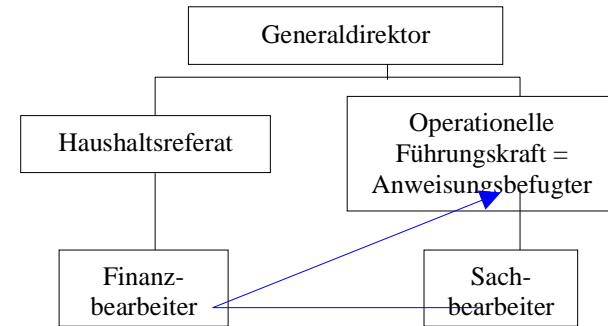 Generaldirektor
Haushaltsreferat
Operationelle
Führungskraft =
Anweisungsbefugter
Finanz-
bearbeiter
Sach-
bearbeiter